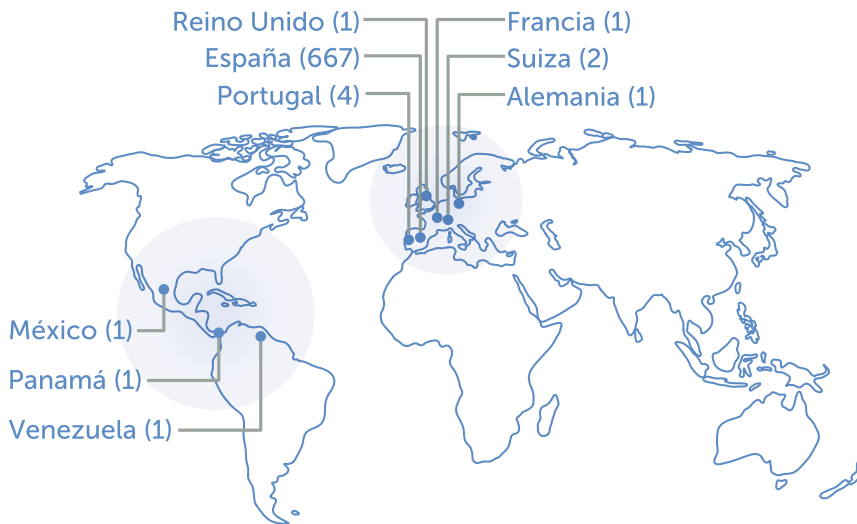 Reino Unido (1)
España (667)
Portugal (4)
Francia (1)
Suiza (2)
Alemania (1)
México (1)
Panamá (1)
Venezuela (1)